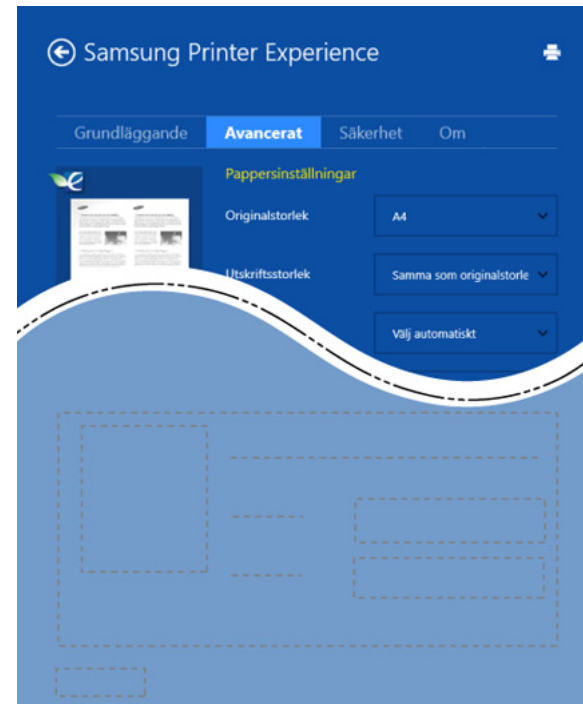 Samsung Printer Experience
Grundläggande Avancerat Säkerhet Om
Pappersinställningar
Originalstorlek A4
Utskriftsstorlek Samma som originalstorle
Välj automatiskt